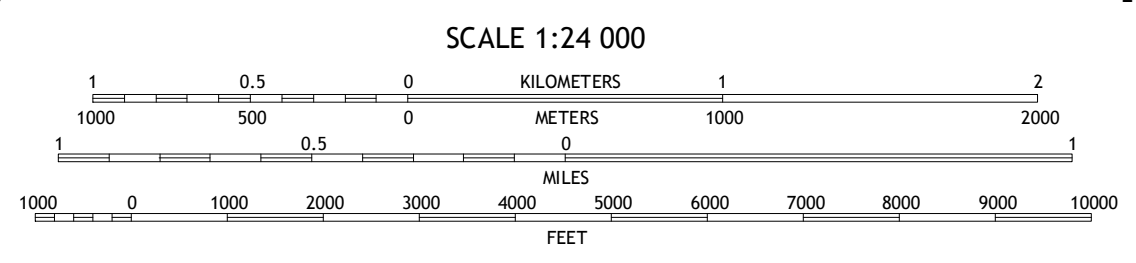 SCALE 1:24 000
1 0.5 0 KILOMETERS 1 2
1000 500 0 METERS 1000 2000
1 0.5 0 1
MILES
1000 0 1000 2000 3000 4000 5000 6000 7000 8000 9000 10000
FEET